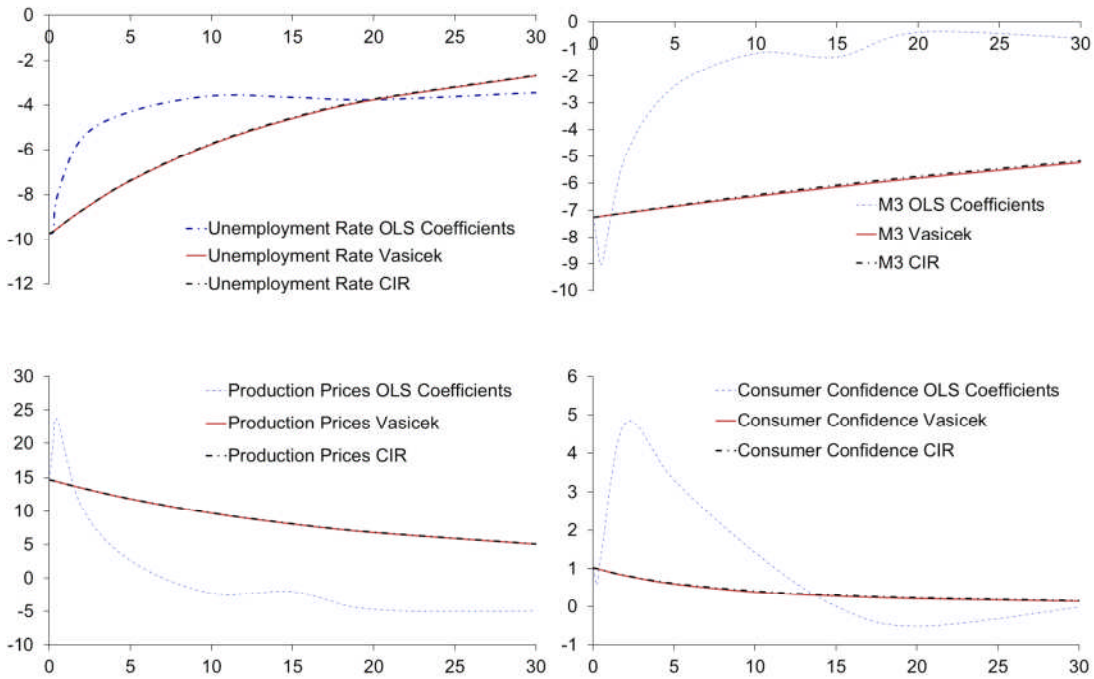 0
0 5 10 15 20 25 30
-2
-4
-6
-8
-10
-12
Unemployment Rate OLS Coefficients
Unemployment Rate Vasicek
Unemployment Rate CIR
0
0 5 10 15 20 25 30
-1
-2
-3
-4
-5
-6
-7
-8
-9
-10
M3 OLS Coefficients
M3 Vasicek
M3 CIR
30
25
20
15
10
5
0
-5
-10
Production Prices OLS Coefficients
Production Prices Vasicek
Production Prices CIR
0 5 10 15 20 25 30
6
5
4
3
2
1
0
-1
Consumer Confidence OLS Coefficients
Consumer Confidence Vasicek
Consumer Confidence CIR
0 5 10 15 20 25 30